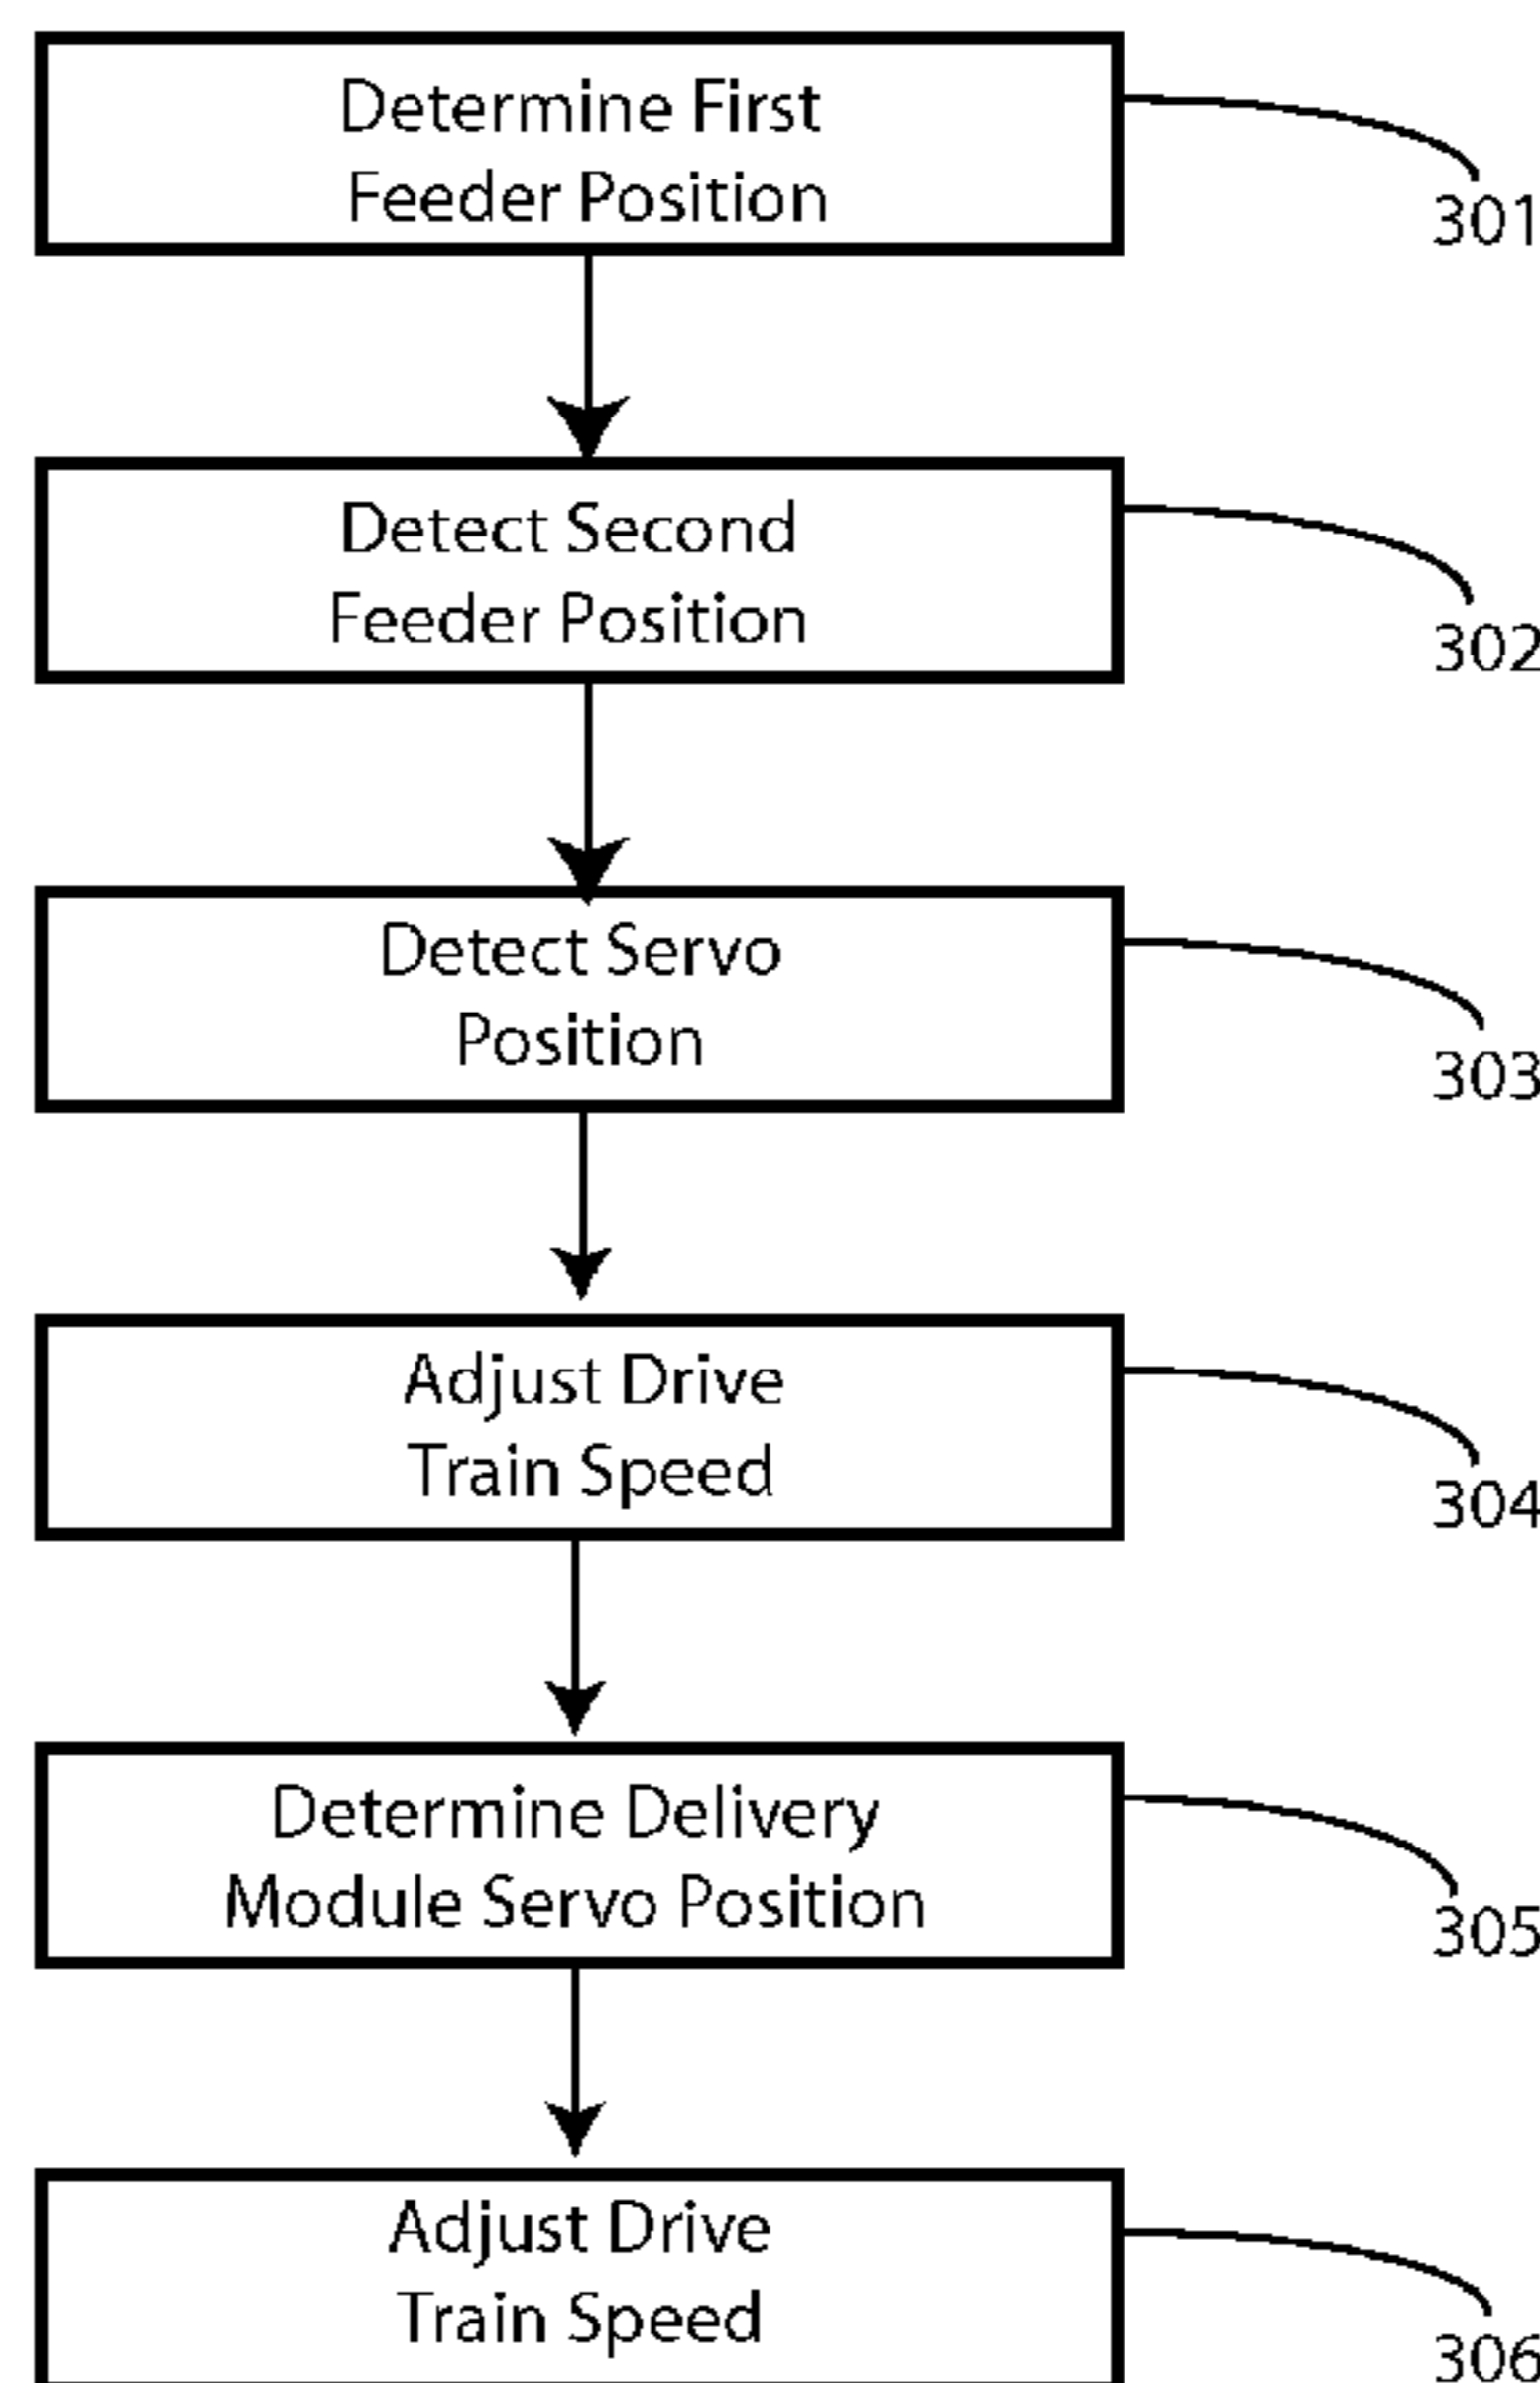 Determine First
Feeder Position
301
Detect Second
Feeder Position
302
Detect Servo
Position
303
Adjust Drive
Train Speed
304
Determine Delivery
Module Servo Position
305
Adjust Drive
Train Speed
306